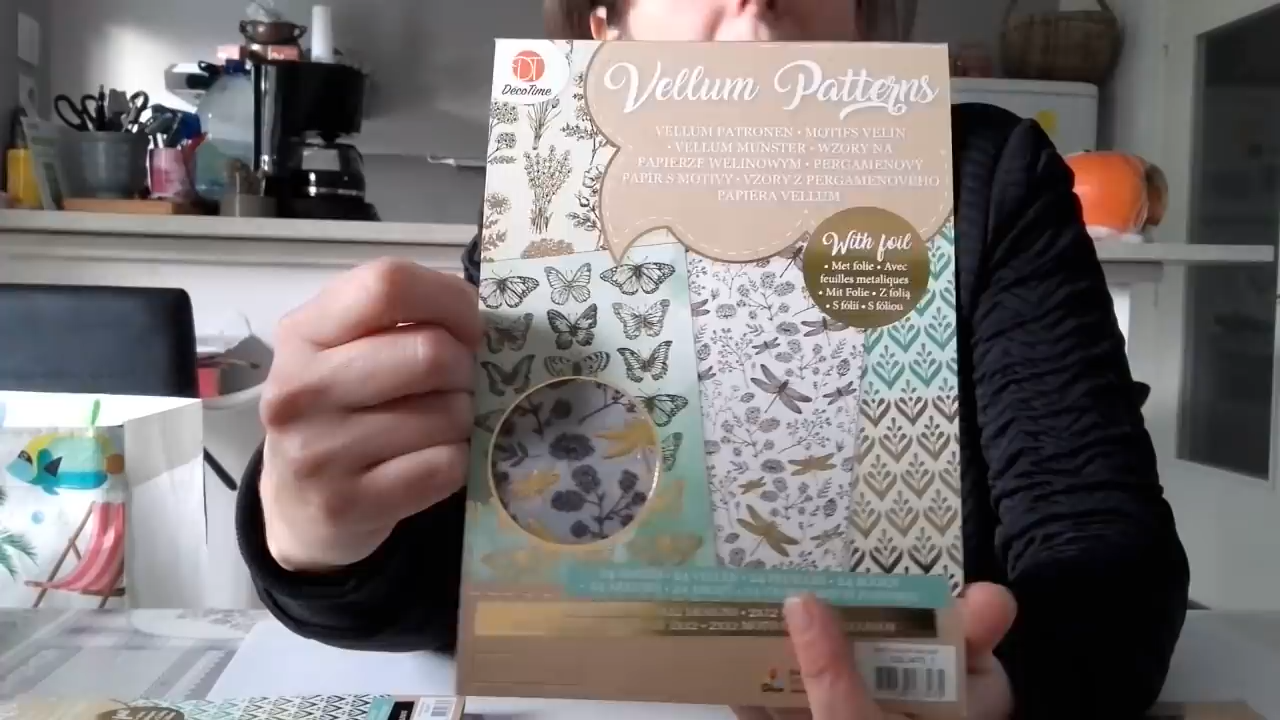 DT
DécoTime
Vellum Patterns
VELLUM PATRONEN • MOTIFS VELIN
• VELLUM MUNSTER • WZORY NA
PAPIERZE WELINOWYM • PERGAMENOVÝ
PAPÍR S MOTIVY • VZORY Z PERGAMENOVÉHO
PAPIERA VELLUM
With foil
• Met folie • Avec
feuilles metaliques
• Mit Folie • Z folią
• S fólií • S fóliou